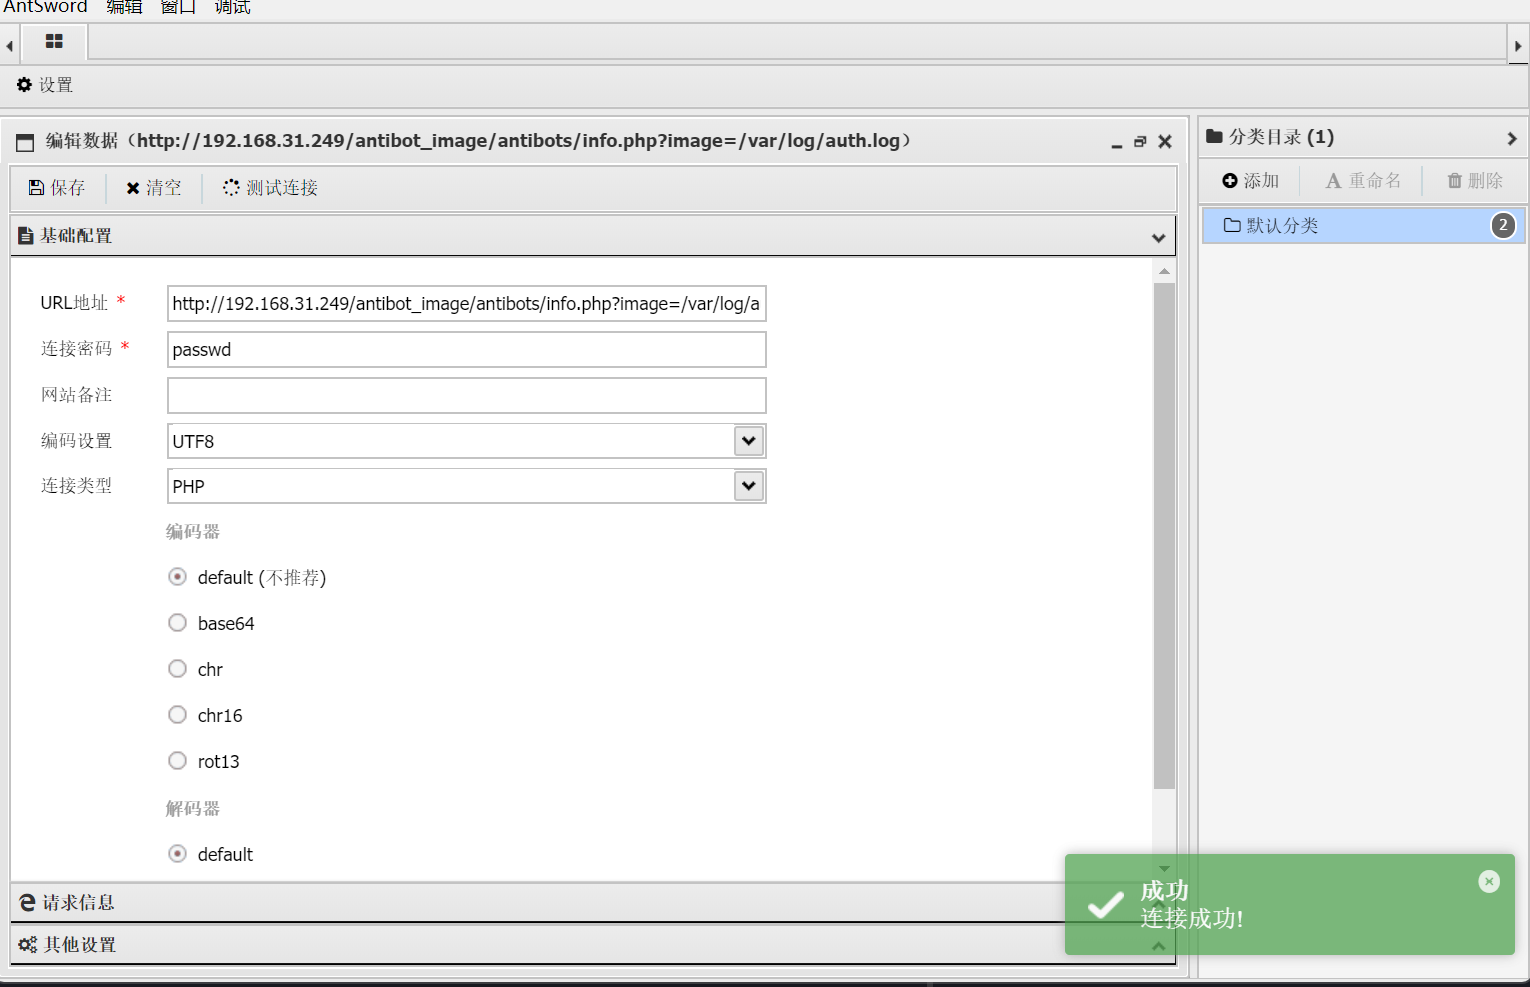 AntSword 编辑 窗口 调试
设置
编辑数据（http://192.168.31.249/antibot_image/antibots/info.php?image=/var/log/auth.log）
保存 清空 测试连接
基础配置
URL地址 * http://192.168.31.249/antibot_image/antibots/info.php?image=/var/log/a
连接密码 * passwd
网站备注
编码设置 UTF8
连接类型 PHP
编码器
default (不推荐)
base64
chr
chr16
rot13
解码器
default
请求信息
其他设置
分类目录 (1)
添加 重命名 删除
默认分类 2
成功
连接成功!